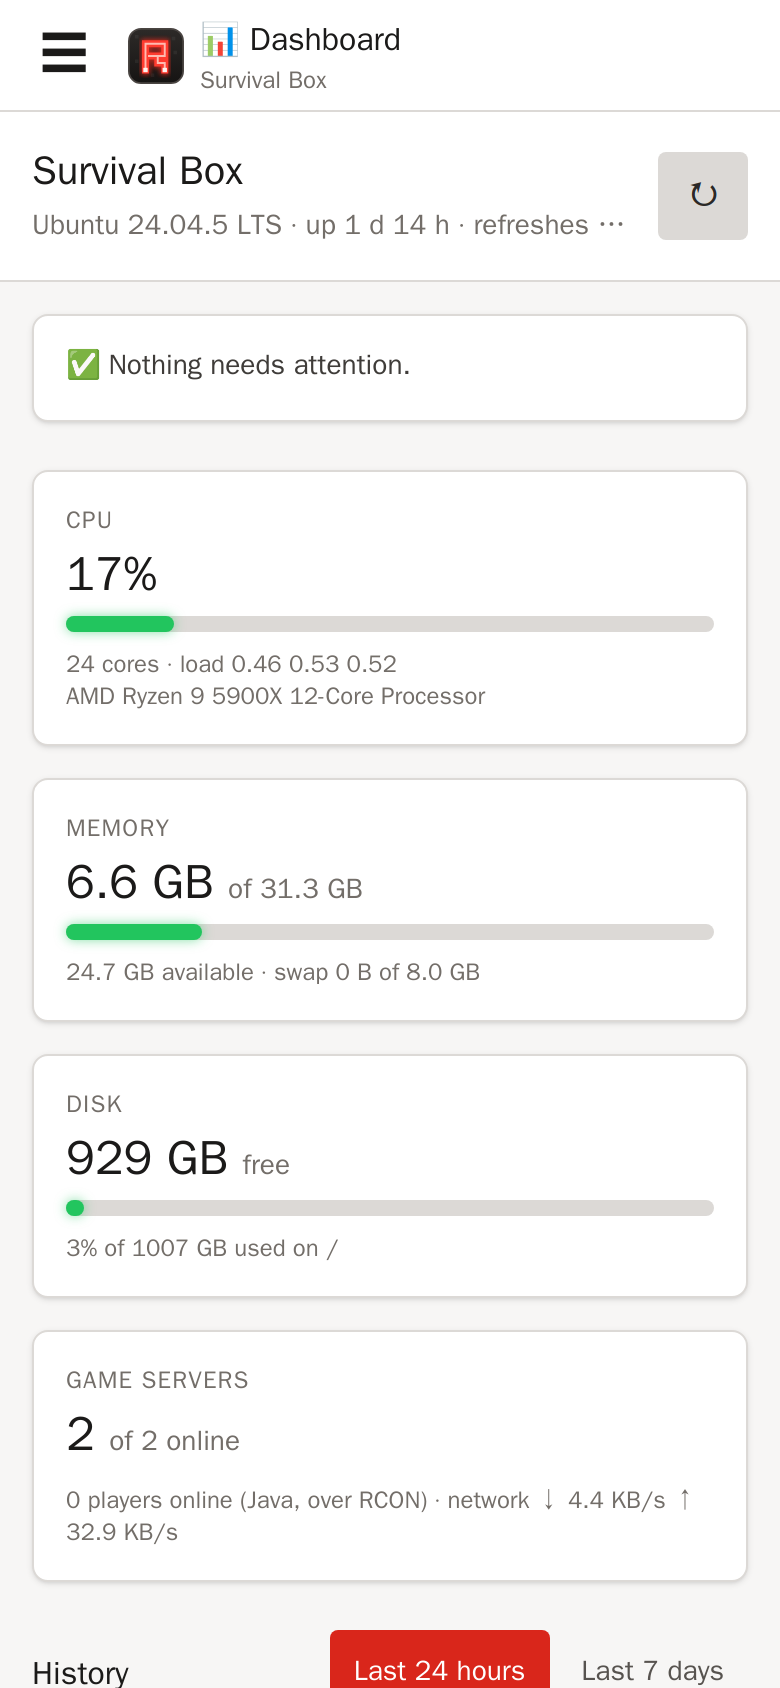 Dashboard
Survival Box
Survival Box
Ubuntu 24.04.5 LTS · up 1 d 14 h · refreshes ···
Nothing needs attention.
CPU
17%
24 cores · load 0.46 0.53 0.52
AMD Ryzen 9 5900X 12-Core Processor
MEMORY
6.6 GB of 31.3 GB
24.7 GB available · swap 0 B of 8.0 GB
DISK
929 GB free
3% of 1007 GB used on /
GAME SERVERS
2 of 2 online
0 players online (Java, over RCON) · network ↓ 4.4 KB/s ↑
32.9 KB/s
History Last 24 hours Last 7 days